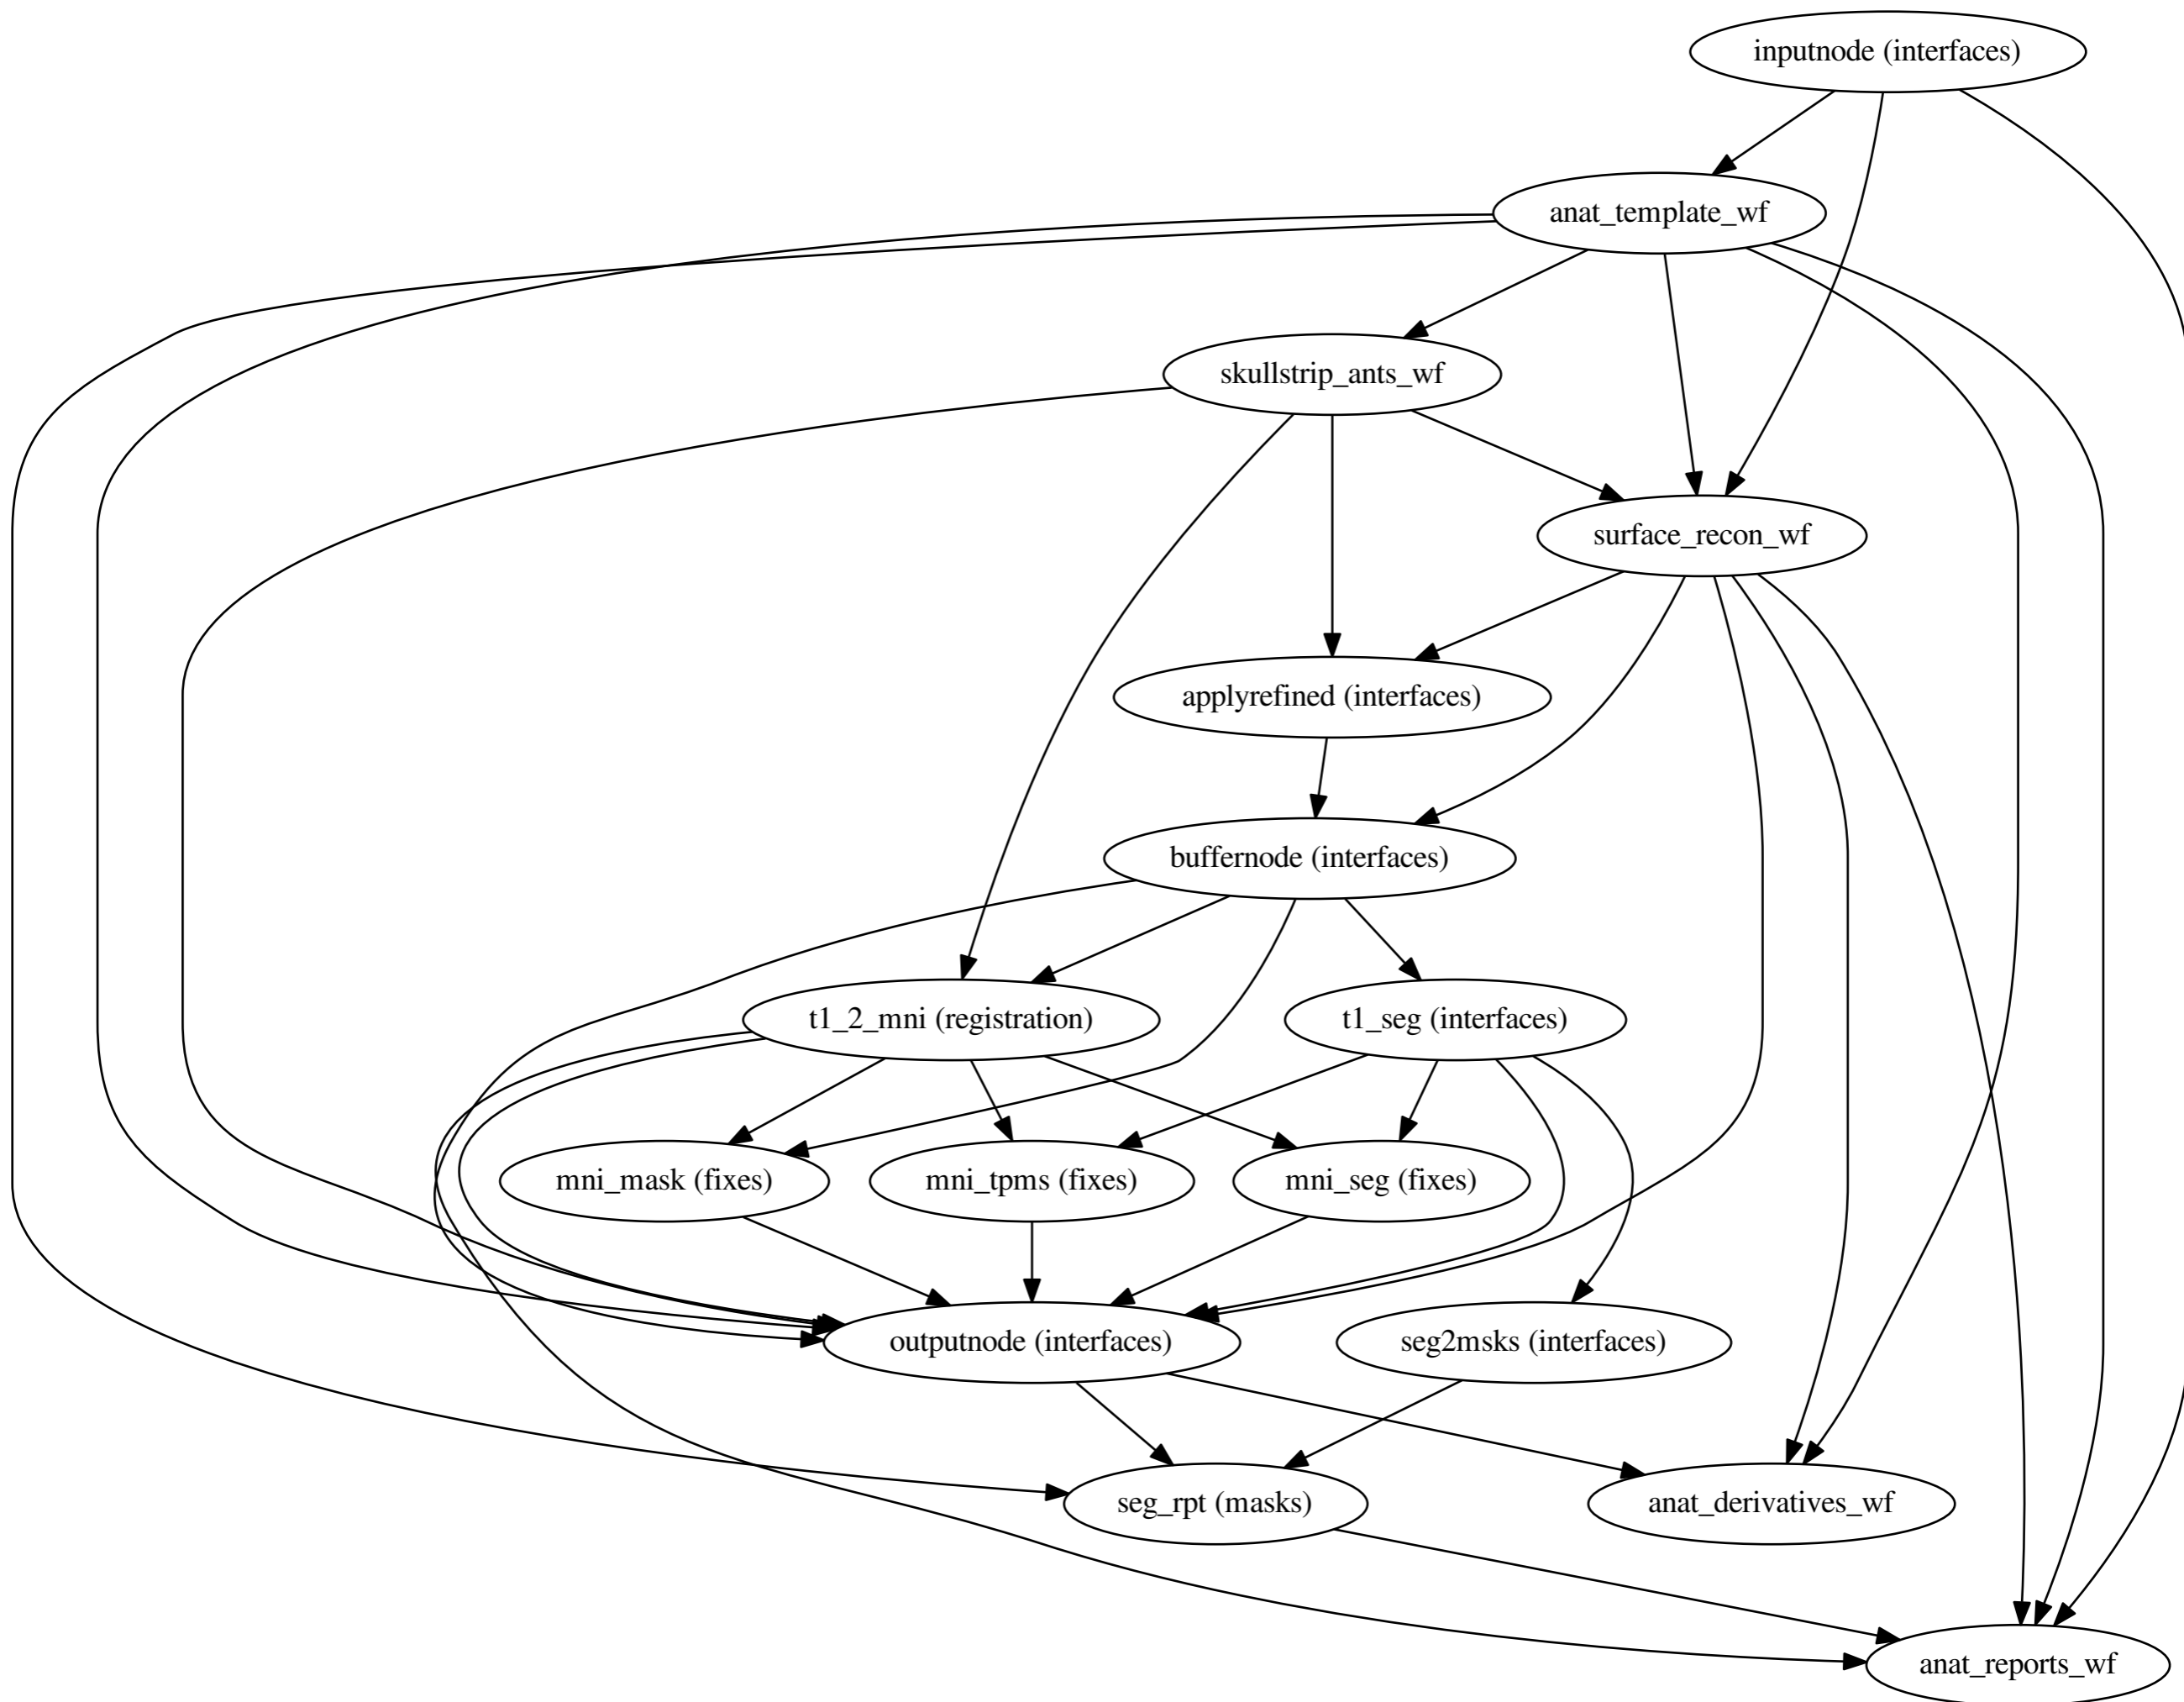 inputnode (interfaces)
anat_template_wf
skullstrip_ants_wf
surface_recon_wf
applyrefined (interfaces)
buffernode (interfaces)
t1_2_mni (registration)
t1_seg (interfaces)
mni_mask (fixes)
mni_tpms (fixes)
mni_seg (fixes)
outputnode (interfaces)
seg2msks (interfaces)
seg_rpt (masks)
anat_derivatives_wf
anat_reports_wf